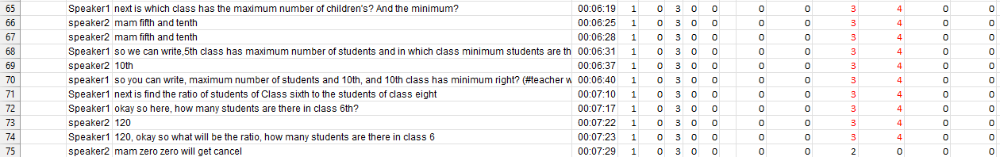 65 Speaker1 next is which class has the maximum number of children's? And the minimum? 00:06:19 1 0 3 0 0 0 0 3 4 0 0
66 speaker2 mam fifth and tenth 00:06:25 1 0 3 0 0 0 0 3 4 0 0
67 speaker2 mam fifth and tenth 00:06:28 1 0 3 0 0 0 0 3 4 0 0
68 Speaker1 so we can write,5th class has maximum number of students and in which class minimum students are th 00:06:31 1 0 3 0 0 0 0 3 4 0 0
69 speaker2 10th 00:06:37 1 0 3 0 0 0 0 3 4 0 0
70 speaker1 so you can write, maximum number of students and 10th, and 10th class has minimum right? (#teacher w 00:06:40 1 0 3 0 0 0 0 3 4 0 0
71 Speaker1 next is find the ratio of students of Class sixth to the students of class eight 00:07:10 1 0 3 0 0 0 0 3 4 0 0
72 Speaker1 okay so here, how many students are there in class 6th? 00:07:17 1 0 3 0 0 0 0 3 4 0 0
73 speaker2 120 00:07:22 1 0 3 0 0 0 0 3 4 0 0
74 Speaker1 120, okay so what will be the ratio, how many students are there in class 6 00:07:23 1 0 3 0 0 0 0 3 4 0 0
75 speaker2 mam zero zero will get cancel 00:07:29 1 0 3 0 0 0 0 2 0 0 0